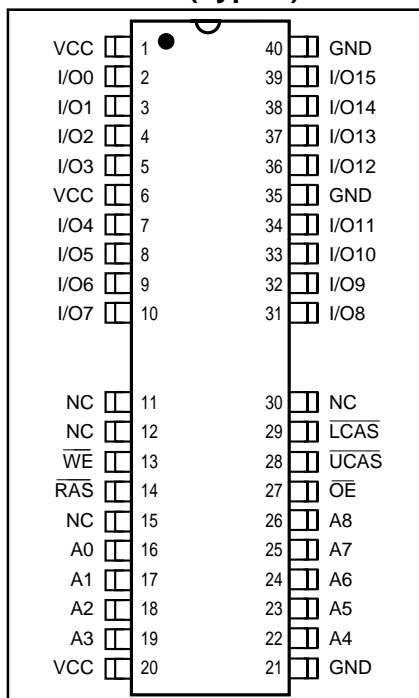 VCC 1 40 GND
I/O0 2 39 I/O15
I/O1 3 38 I/O14
I/O2 4 37 I/O13
I/O3 5 36 I/O12
VCC 6 35 GND
I/O4 7 34 I/O11
I/O5 8 33 I/O10
I/O6 9 32 I/O9
I/O7 10 31 I/O8
NC 11 30 NC
NC 12 29 LCAS
WE 13 28 UCAS
RAS 14 27 OE
NC 15 26 A8
A0 16 25 A7
A1 17 24 A6
A2 18 23 A5
A3 19 22 A4
VCC 20 21 GND